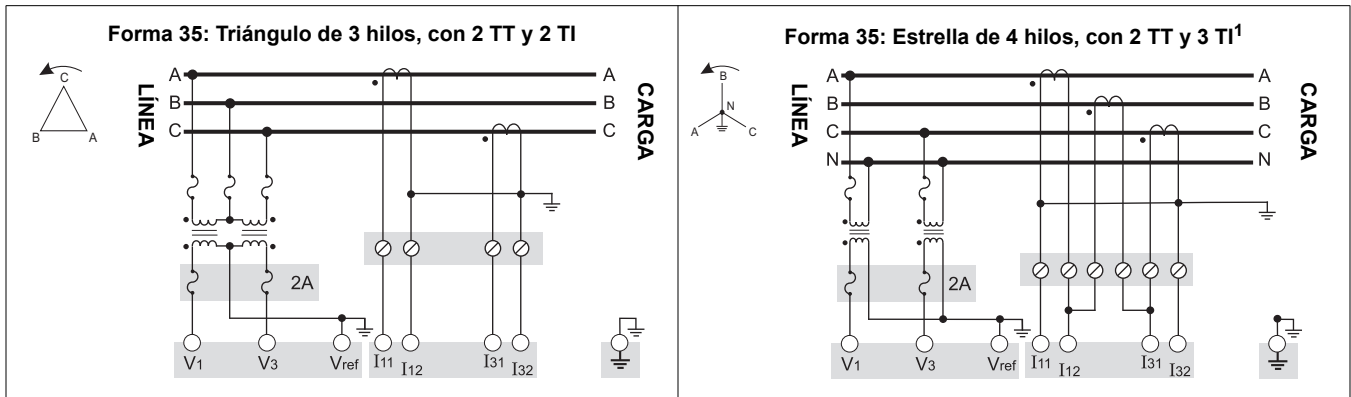 Forma 35: Triángulo de 3 hilos, con 2 TT y 2 TI
C
B A
LÍNEA
A A
B B
C C
CARGA
2A
V1 V3 Vref I11 I12 I31 I32
Forma 35: Estrella de 4 hilos, con 2 TT y 3 TI1
B
N
A C
LÍNEA
A A
B B
C C
N N
CARGA
2A
V1 V3 Vref I11 I12 I31 I32